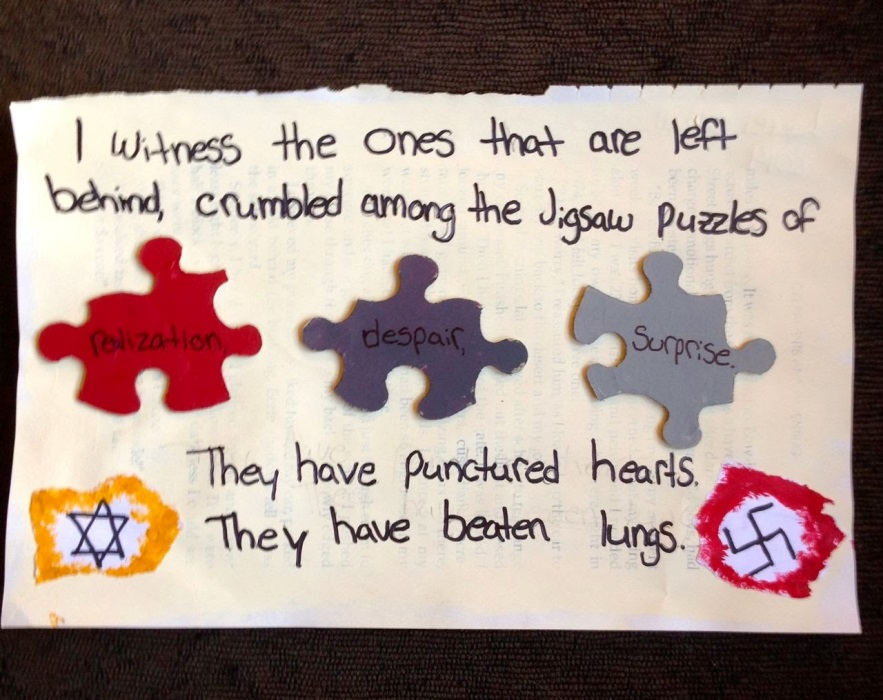 I witness the ones that are left
behind, crumbled among the Jigsaw puzzles of
realization, despair, Surprise.
They have punctured hearts.
They have beaten lungs.